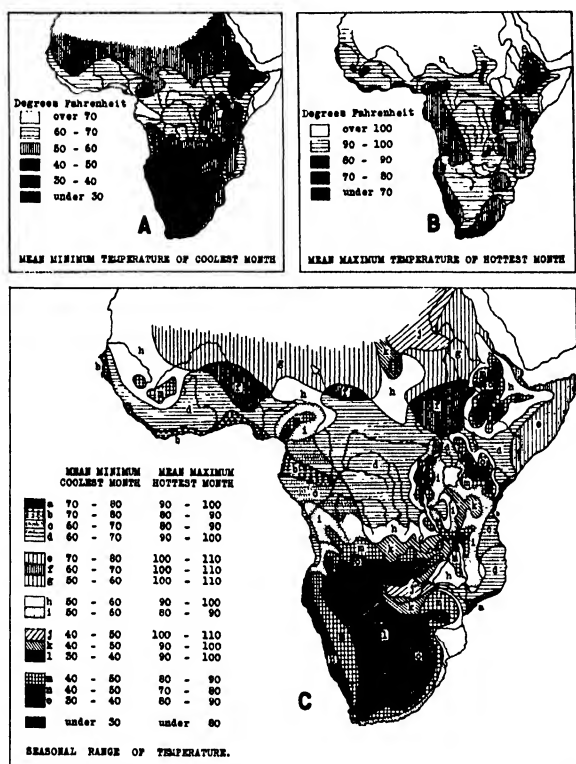 Degrees Fahrenheit
over 70
60 - 70
50 - 60
40 - 50
30 - 40
under 30
A
MEAN MINIMUM TEMPERATURE OF COOLEST MONTH
Degrees Fahrenheit
over 100
90 - 100
80 - 90
70 - 80
under 70
B
MEAN MAXIMUM TEMPERATURE OF HOTTEST MONTH
MEAN MINIMUM MEAN MAXIMUM
COOLEST MONTH HOTTEST MONTH
a 70 - 80 90 - 100
b 70 - 80 80 - 90
c 60 - 70 80 - 90
d 60 - 70 90 - 100
e 70 - 80 100 - 110
f 60 - 70 100 - 110
g 50 - 60 100 - 110
h 50 - 60 90 - 100
i 50 - 60 80 - 90
j 40 - 50 100 - 110
k 40 - 50 90 - 100
l 30 - 40 90 - 100
m 40 - 50 80 - 90
n 40 - 50 70 - 80
o 30 - 40 80 - 90
under 30 under 80
C
SEASONAL RANGE OF TEMPERATURE.